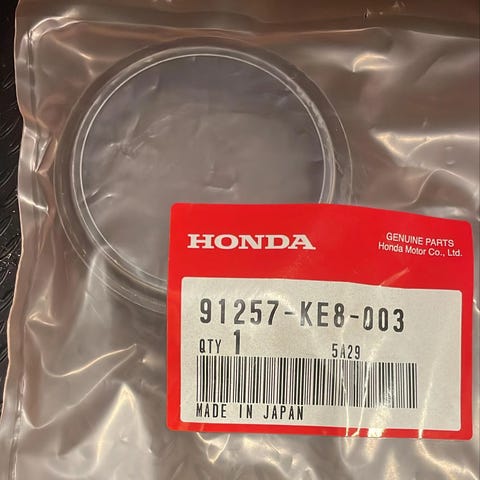 HONDA
GENUINE PARTS
Honda Motor Co., Ltd.
91257-KE8-003
QTY 1 5A29
MADE IN JAPAN